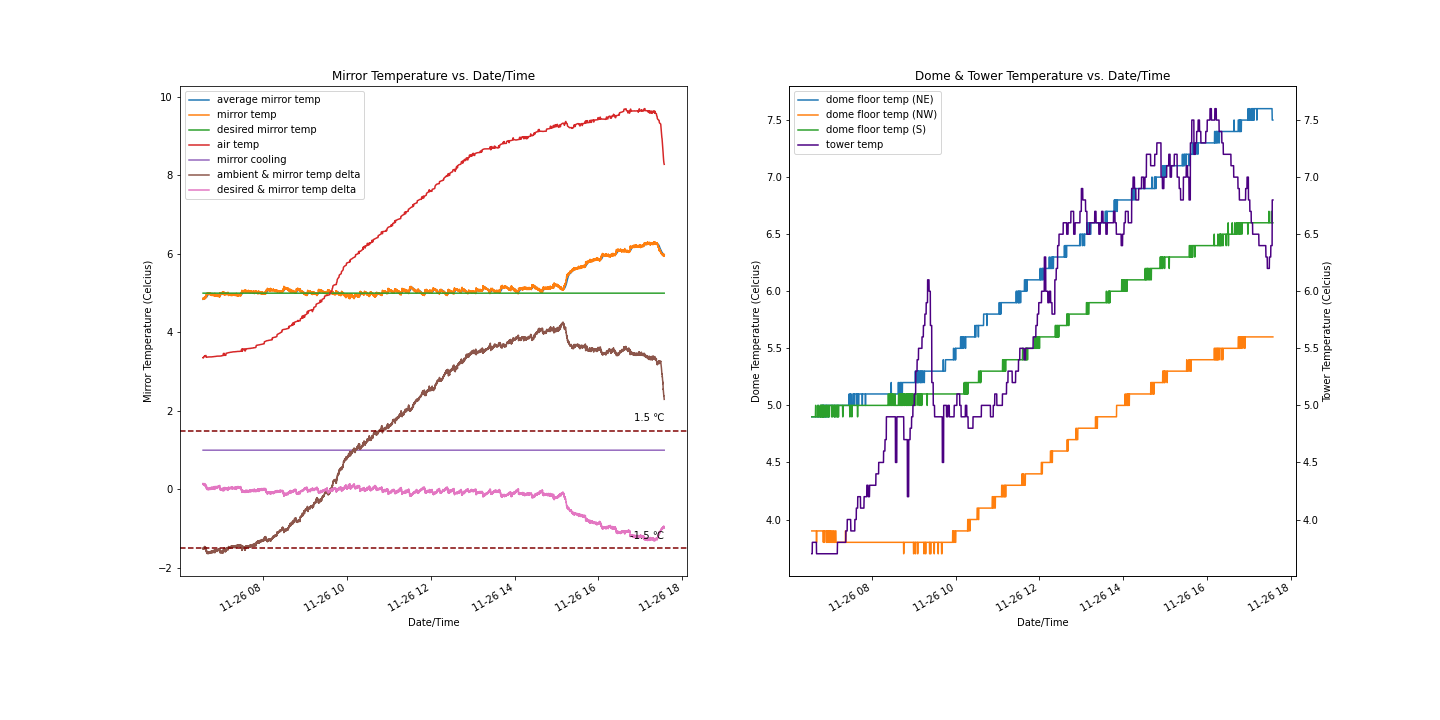 Mirror Temperature vs. Date/Time
10
8
6
4
2
0
−2
Mirror Temperature (Celcius)
average mirror temp
mirror temp
desired mirror temp
air temp
mirror cooling
ambient & mirror temp delta
desired & mirror temp delta
1.5 °C
-1.5 °C
11-26 08
11-26 10
11-26 12
11-26 14
11-26 16
11-26 18
Date/Time
Dome & Tower Temperature vs. Date/Time
7.5
7.0
6.5
6.0
5.5
5.0
4.5
4.0
Dome Temperature (Celcius)
dome floor temp (NE)
dome floor temp (NW)
dome floor temp (S)
tower temp
7.5
7.0
6.5
6.0
5.5
5.0
4.5
4.0
Tower Temperature (Celcius)
11-26 08
11-26 10
11-26 12
11-26 14
11-26 16
11-26 18
Date/Time